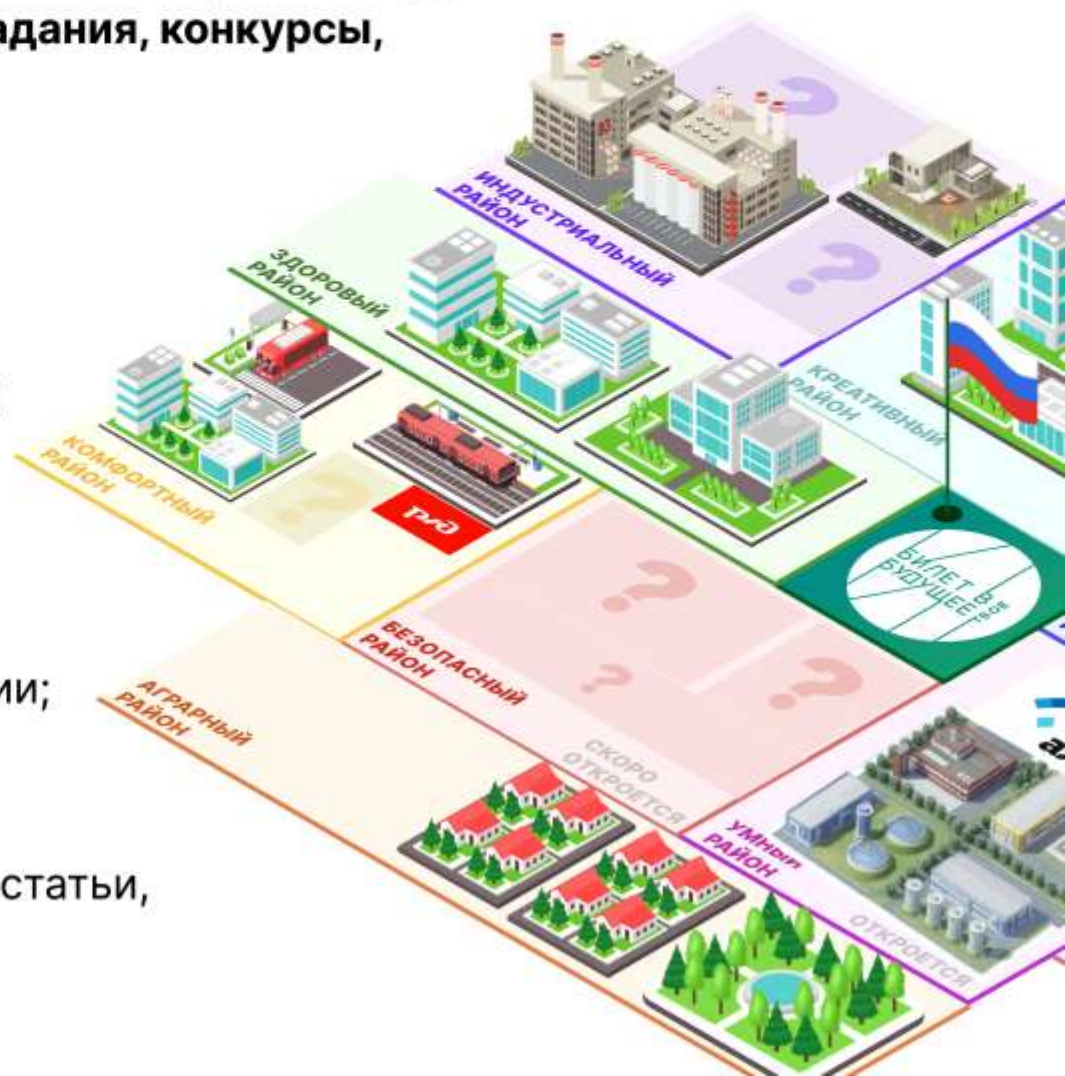 адания, конкурсы,
ИНДУСТРИАЛЬНЫЙ
РАЙОН
ЗДОРОВЫЙ
РАЙОН
КРЕАТИВНЫЙ
РАЙОН
КОМФОРТНЫЙ
РАЙОН
ржд
БИЛЕТ В
БУДУЩЕЕ
ТВОЕ
БЕЗОПАСНЫЙ
РАЙОН
ии;
АГРАРНЫЙ
РАЙОН
СКОРО
ОТКРОЕТСЯ
УМНЫЙ
РАЙОН
статьи,
ОТКРОЕТСЯ